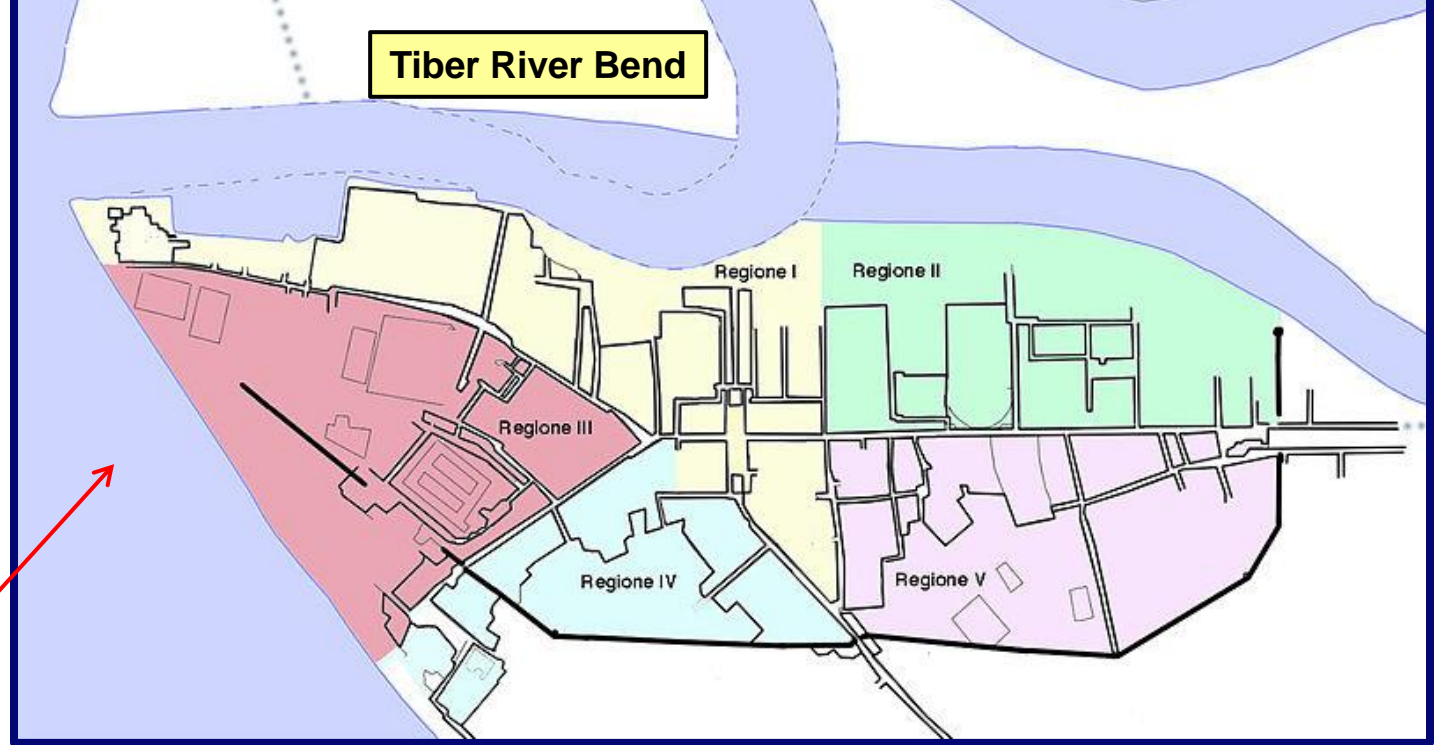 Tiber River Bend
Regione I
Regione II
Regione III
Regione IV
Regione V